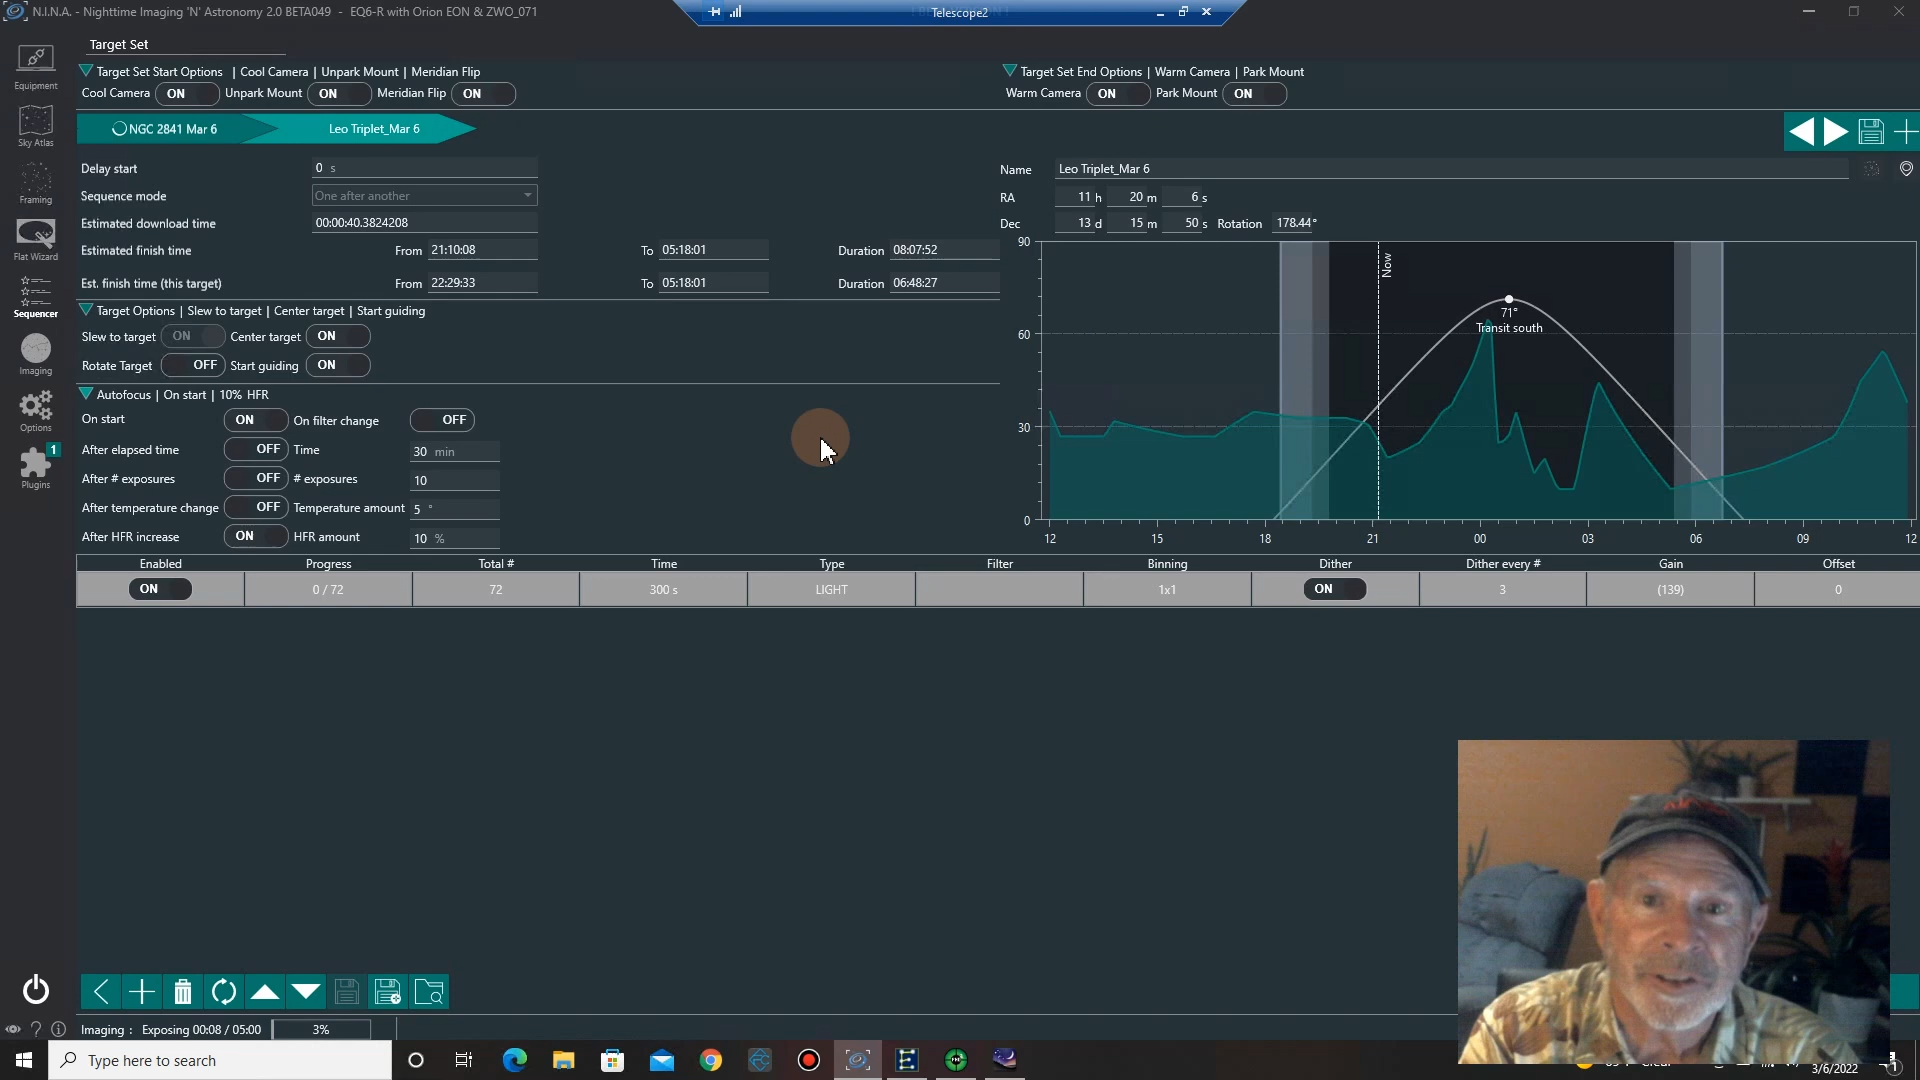 N.I.N.A. - Nighttime Imaging 'N' Astronomy 2.0 BETA049 - EQ6-R with Orion EON & ZWO_071
Telescope2
Target Set
Target Set Start Options | Cool Camera | Unpark Mount | Meridian Flip
Target Set End Options | Warm Camera | Park Mount
Cool Camera ON Unpark Mount ON Meridian Flip ON
Warm Camera ON Park Mount ON
NGC 2841 Mar 6
Leo Triplet_Mar 6
Equipment
Sky Atlas
Framing
Flat Wizard
Sequencer
Imaging
Options
1
Plugins
Delay start 0 s
Sequence mode One after another
Estimated download time 00:00:40.3824208
Estimated finish time From 21:10:08 To 05:18:01 Duration 08:07:52
Est. finish time (this target) From 22:29:33 To 05:18:01 Duration 06:48:27
Target Options | Slew to target | Center target | Start guiding
Slew to target ON Center target ON
Rotate Target OFF Start guiding ON
Autofocus | On start | 10% HFR
On start ON On filter change OFF
After elapsed time OFF Time 30 min
After # exposures OFF # exposures 10
After temperature change OFF Temperature amount 5 °
After HFR increase ON HFR amount 10 %
Name Leo Triplet_Mar 6
RA 11 h 20 m 6 s
Dec 13 d 15 m 50 s Rotation 178.44°
90
60
30
0
Now
71°
Transit south
12 15 18 21 00 03 06 09 12
Enabled Progress Total # Time Type Filter Binning Dither Dither every # Gain Offset
ON 0 / 72 72 300 s LIGHT 1x1 ON 3 (139) 0
Imaging : Exposing 00:08 / 05:00 3%
Type here to search
3/6/2022
1